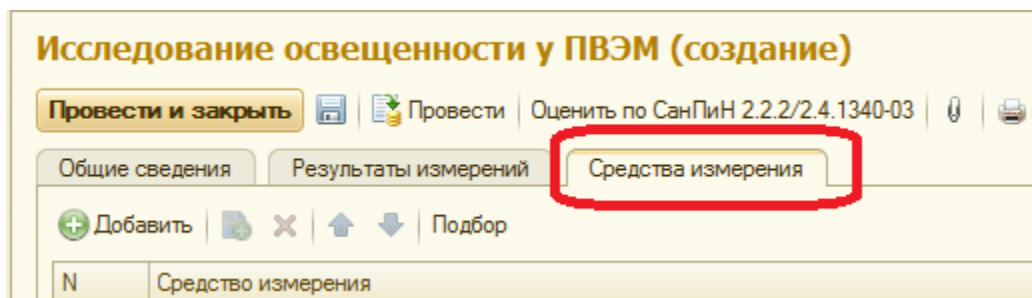 Исследование освещенности у ПВЭМ (создание)
Провести и закрыть Провести Оценить по СанПиН 2.2.2/2.4.1340-03
Общие сведения Результаты измерений Средства измерения
Добавить Подбор
N Средство измерения